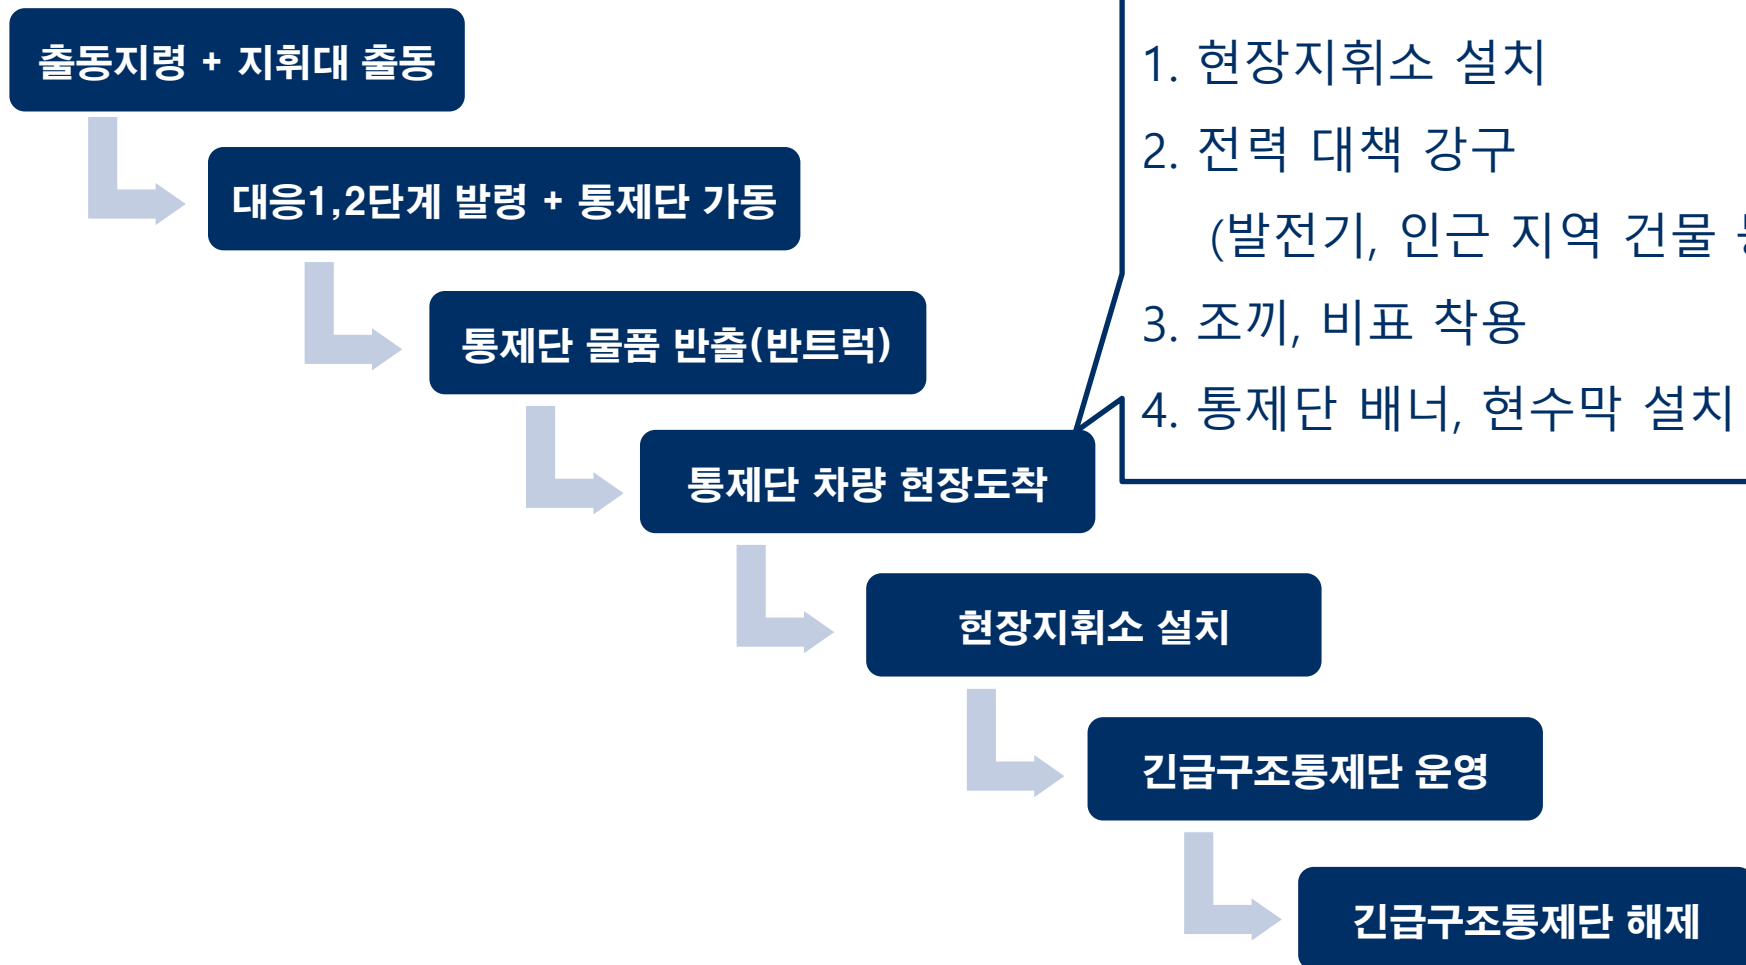 출동지령 + 지휘대 출동
대응1,2단계 발령 + 통제단 가동
통제단 물품 반출(반트럭)
통제단 차량 현장도착
1. 현장지휘소 설치
2. 전력 대책 강구
(발전기, 인근 지역 건물
3. 조끼, 비표 착용
4. 통제단 배너, 현수막 설치
현장지휘소 설치
긴급구조통제단 운영
긴급구조통제단 해제